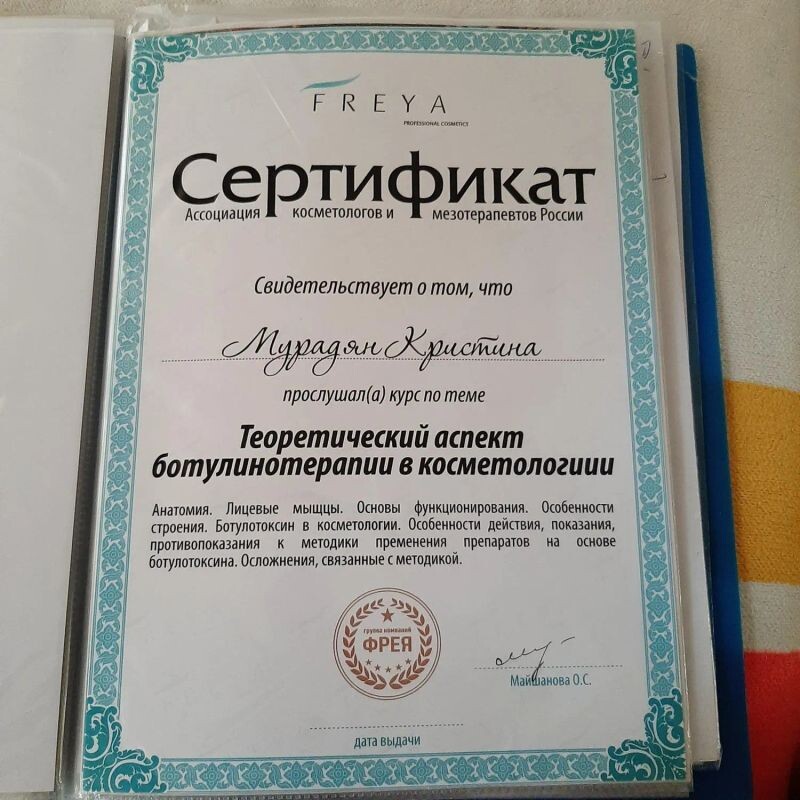 FREYA
PROFESSIONAL COSMETICT
Сертификат
Ассоциация косметологов и мезотерапевтов России
Свидетельствует о том, что
Мурадян Кристина
прослушал(а) курс по теме
Теоретический аспект
ботулинотерапии в косметологиии
Анатомия. Лицевые мыщцы. Основы функционирования. Особенности
строения. Ботулотоксин в косметологии. Особенности действия, показания,
противопоказания к методики пременения препаратов на основе
ботулотоксина. Осложнения, связанные с методикой.
группа компаний
ФРЕЯ
Майшанова О.С.
дата выдачи